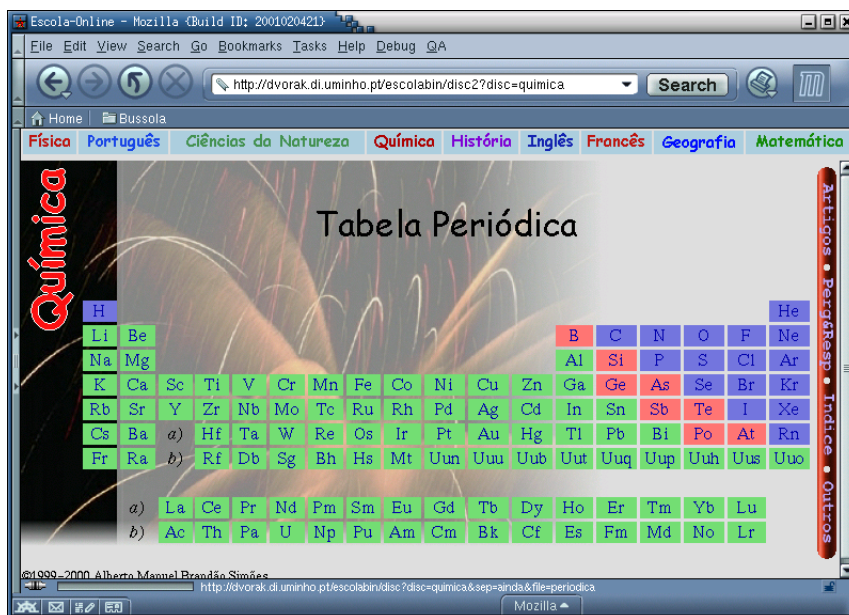 Escola-Online - Mozilla {Build ID: 2001020421}
File Edit View Search Go Bookmarks Tasks Help Debug QA
http://dvorak.di.uminho.pt/escolabin/disc2?disc=quimica Search
Home Bussola
Física Português Ciências da Natureza Química História Inglês Francês Geografia Matemática
Química
Tabela Periódica
Artigos • Perg&Resp • Indice • Outros
H He
Li Be B C N O F Ne
Na Mg Al Si P S Cl Ar
K Ca Sc Ti V Cr Mn Fe Co Ni Cu Zn Ga Ge As Se Br Kr
Rb Sr Y Zr Nb Mo Tc Ru Rh Pd Ag Cd In Sn Sb Te I Xe
Cs Ba a) Hf Ta W Re Os Ir Pt Au Hg Tl Pb Bi Po At Rn
Fr Ra b) Rf Db Sg Bh Hs Mt Uun Uuu Uub Uut Uuq Uup Uuh Uus Uuo
a) La Ce Pr Nd Pm Sm Eu Gd Tb Dy Ho Er Tm Yb Lu
b) Ac Th Pa U Np Pu Am Cm Bk Cf Es Fm Md No Lr
©1999-2000 Alberto Manuel Brandão Simões
http://dvorak.di.uminho.pt/escolabin/disc?disc=quimica&sep=ainda&file=periodica
Mozilla